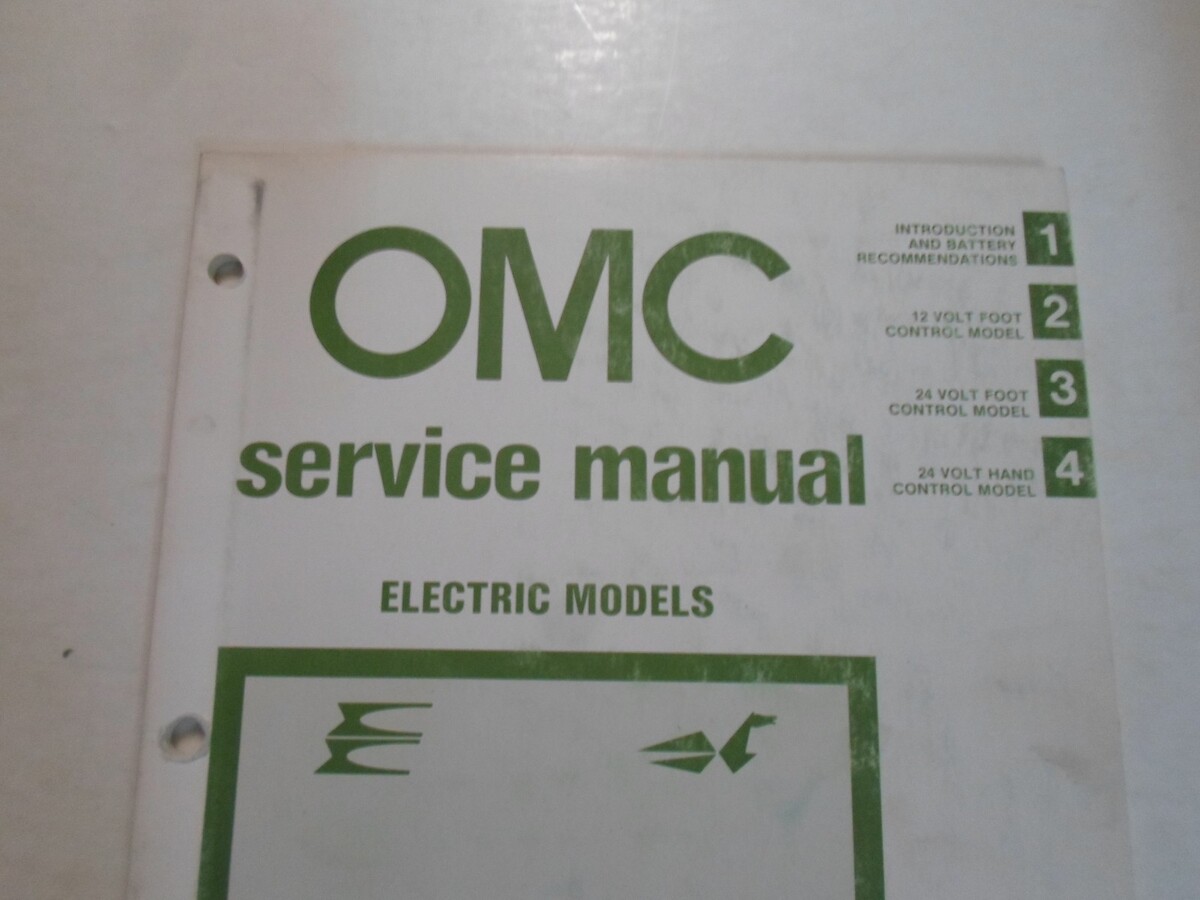 OMC
service manual
ELECTRIC MODELS
INTRODUCTION
AND BATTERY
RECOMMENDATIONS
1
12 VOLT FOOT
CONTROL MODEL
2
24 VOLT FOOT
CONTROL MODEL
3
24 VOLT HAND
CONTROL MODEL
4